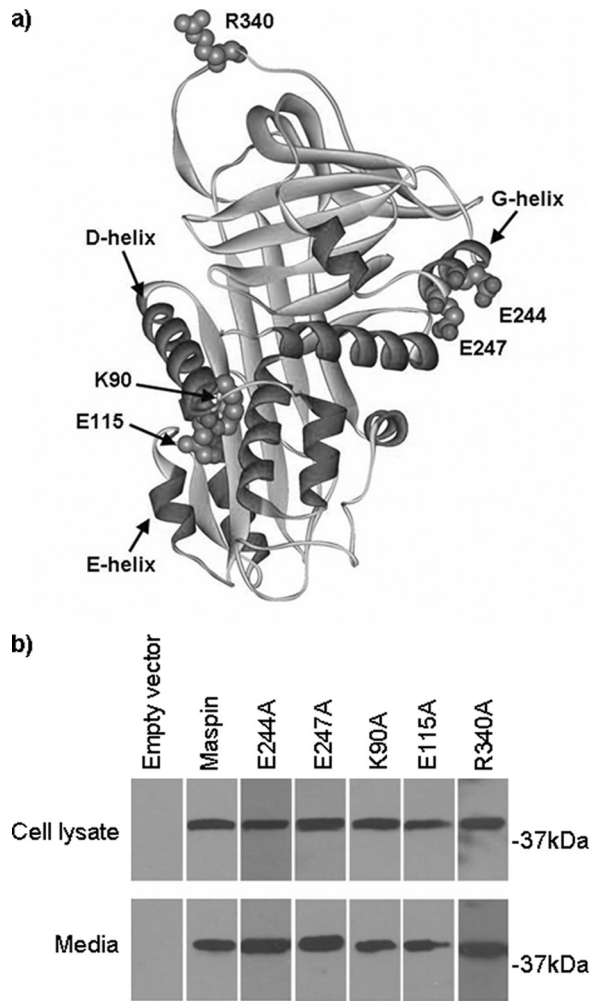 a)
R340
G-helix
D-helix
E244
E247
K90
E115
E-helix
b)
Empty vector
Maspin
E244A
E247A
K90A
E115A
R340A
Cell lysate
-37kDa
Media
-37kDa